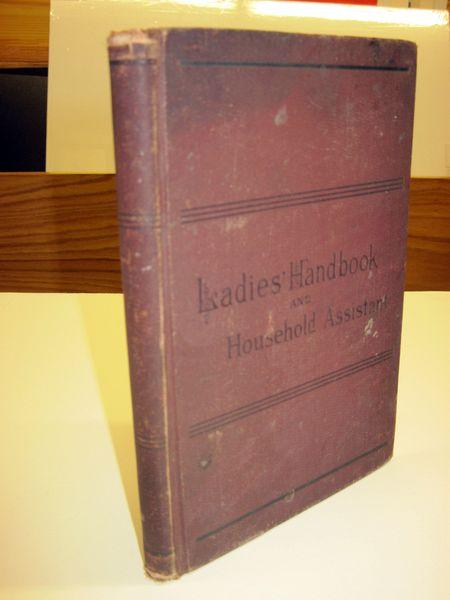 Ladies' Handbook
AND
Household Assistant